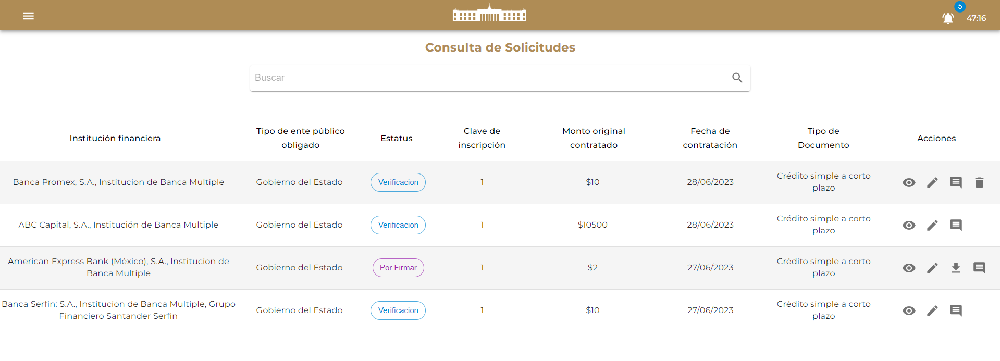 5
47:16
Consulta de Solicitudes
Buscar
Institución financiera
Tipo de ente público
obligado
Estatus
Clave de
inscripción
Monto original
contratado
Fecha de
contratación
Tipo de
Documento
Acciones
Banca Promex, S.A., Institucion de Banca Multiple
Gobierno del Estado
Verificacion
1
$10
28/06/2023
Crédito simple a corto
plazo
ABC Capital, S.A., Institución de Banca Multiple
Gobierno del Estado
Verificacion
1
$10500
28/06/2023
Crédito simple a corto
plazo
American Express Bank (México), S.A., Institucion de
Banca Multiple
Gobierno del Estado
Por Firmar
1
$2
27/06/2023
Crédito simple a corto
plazo
Banca Serfin: S.A., Institucion de Banca Multiple, Grupo
Financiero Santander Serfin
Gobierno del Estado
Verificacion
1
$10
27/06/2023
Crédito simple a corto
plazo